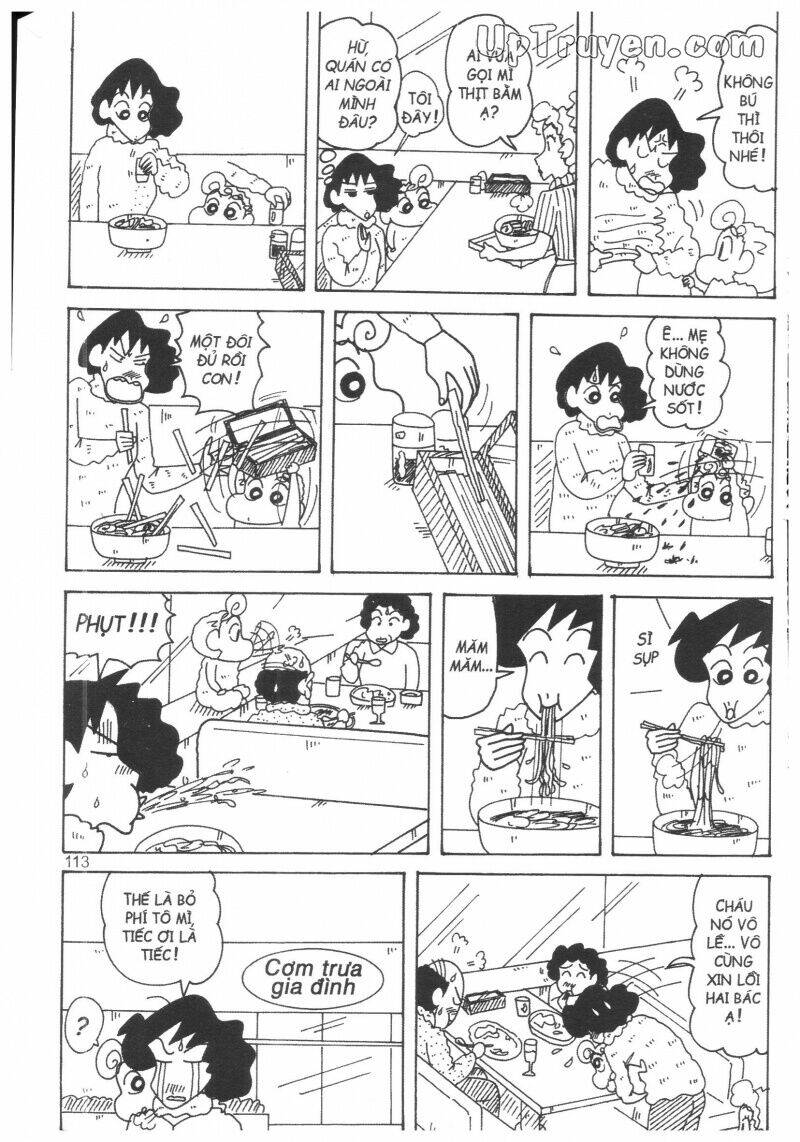 UpTruyen.com
KHÔNG
BÚ
THÌ
THÔI
NHÉ!
AI VỪA
GỌI MÌ
THỊT BẰM
Ạ?
TÔI
ĐÂY!
HỪ,
QUÁN CÓ
AI NGOÀI
MÌNH
ĐÂU?
Ê... MẸ
KHÔNG
DÙNG
NƯỚC
SỐT!
MỘT ĐÔI
ĐỦ RỒI
CON!
SÌ
SỤP
MĂM
MĂM...
PHỤT!!!
113
CHÁU
NÓ VÔ
LỄ... VÔ
CÙNG
XIN LỖI
HAI BÁC
Ạ!
THẾ LÀ BỎ
PHÍ TÔ MÌ,
TIẾC ƠI LÀ
TIẾC!
?
Cơm trưa
gia đình